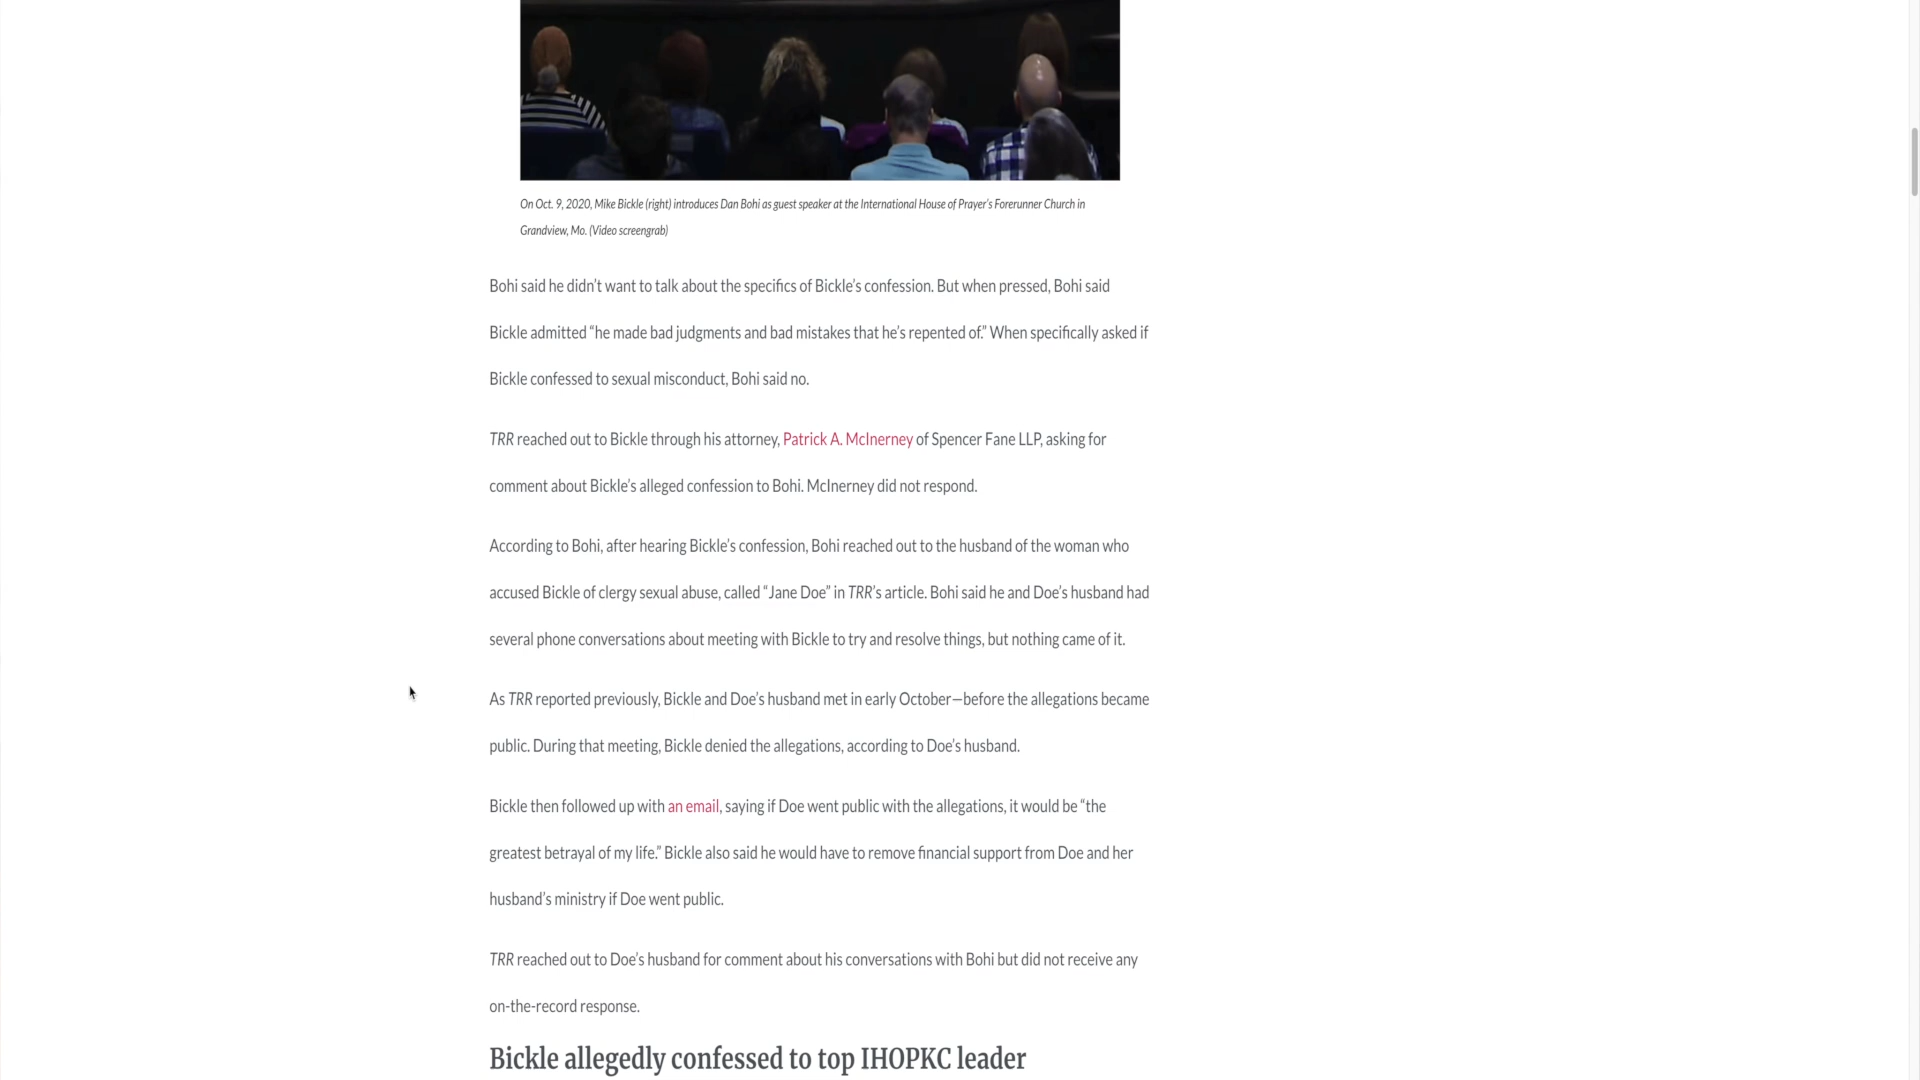 On Oct. 9, 2020, Mike Bickle (right) introduces Dan Bohi as guest speaker at the International House of Prayer’s Forerunner Church in
Grandview, Mo. (Video screengrab)
Bohi said he didn’t want to talk about the specifics of Bickle’s confession. But when pressed, Bohi said
Bickle admitted “he made bad judgments and bad mistakes that he’s repented of.” When specifically asked if
Bickle confessed to sexual misconduct, Bohi said no.
TRR reached out to Bickle through his attorney, Patrick A. McInerney of Spencer Fane LLP, asking for
comment about Bickle’s alleged confession to Bohi. McInerney did not respond.
According to Bohi, after hearing Bickle’s confession, Bohi reached out to the husband of the woman who
accused Bickle of clergy sexual abuse, called “Jane Doe” in TRR’s article. Bohi said he and Doe’s husband had
several phone conversations about meeting with Bickle to try and resolve things, but nothing came of it.
As TRR reported previously, Bickle and Doe’s husband met in early October—before the allegations became
public. During that meeting, Bickle denied the allegations, according to Doe’s husband.
Bickle then followed up with an email, saying if Doe went public with the allegations, it would be “the
greatest betrayal of my life.” Bickle also said he would have to remove financial support from Doe and her
husband’s ministry if Doe went public.
TRR reached out to Doe’s husband for comment about his conversations with Bohi but did not receive any
on-the-record response.
Bickle allegedly confessed to top IHOPKC leader